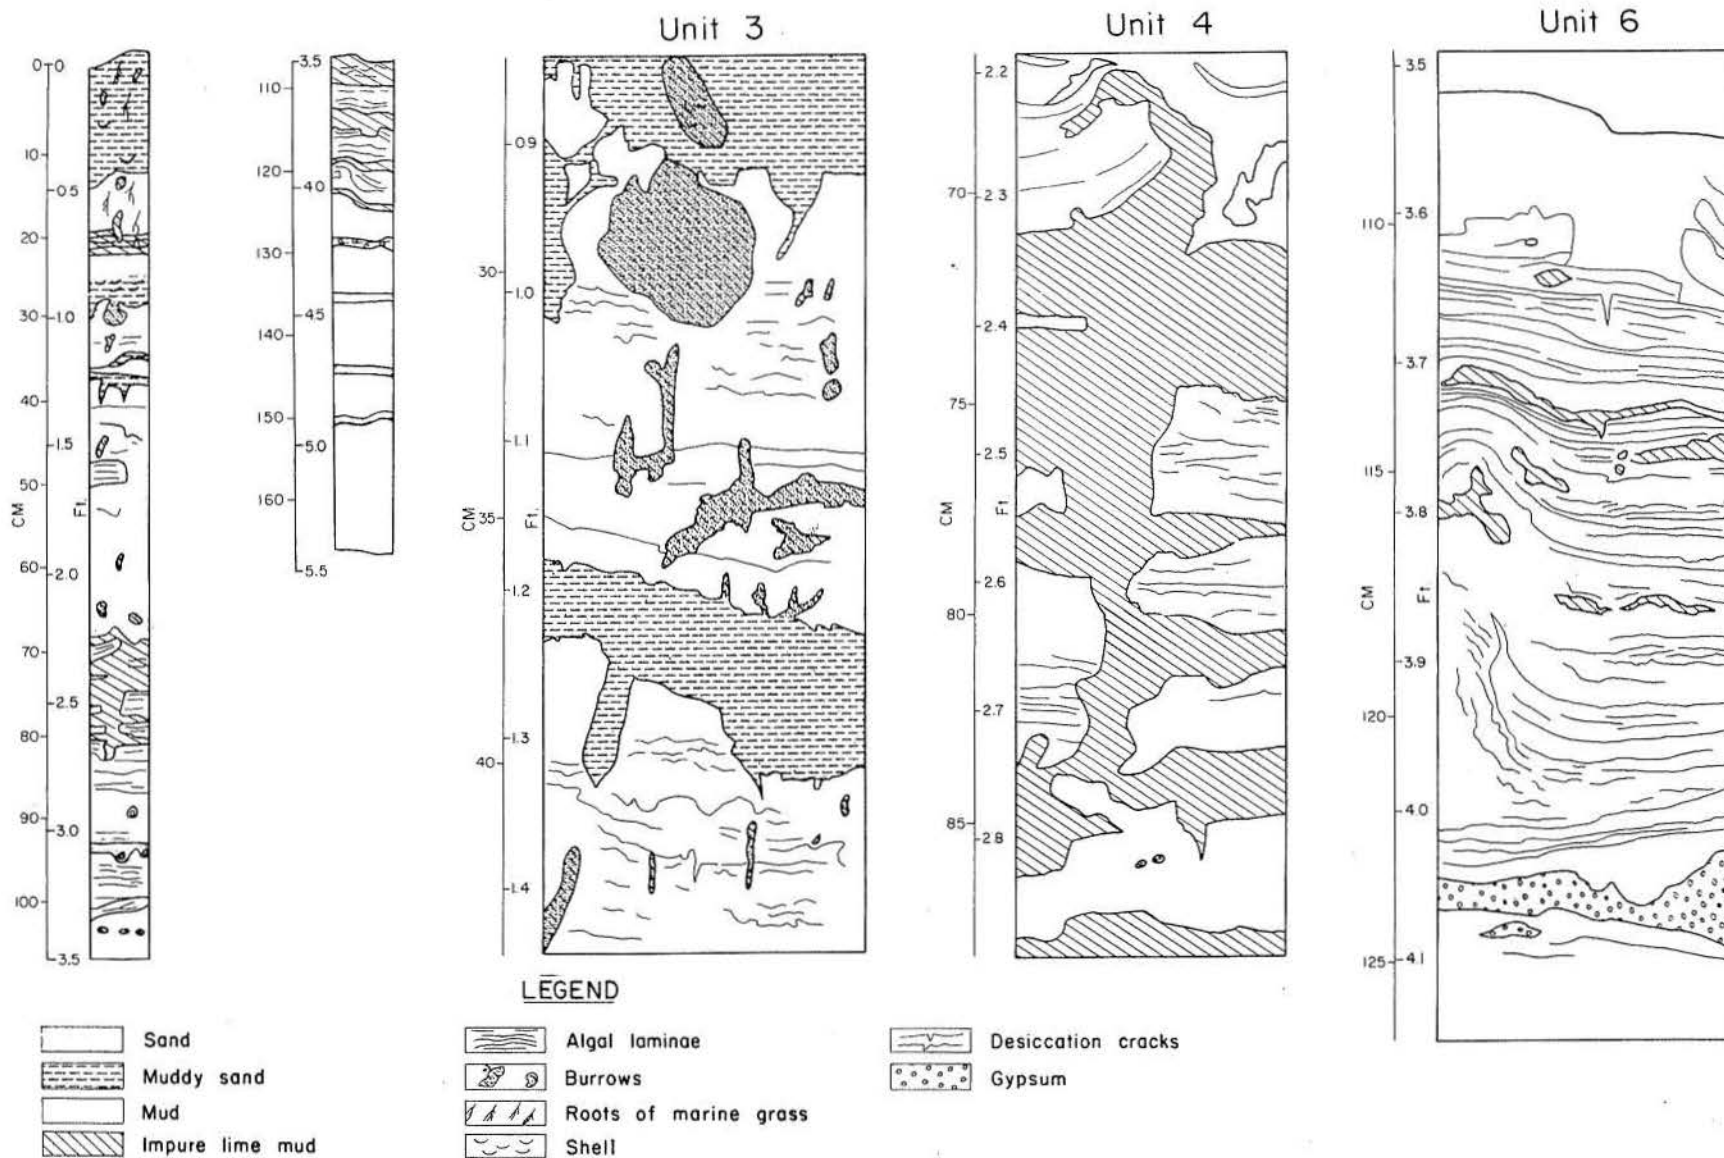 Unit 3
Unit 4
Unit 6
0
0
10
0.5
20
30
1.0
40
1.5
50
CM
Ft.
60
2.0
70
2.5
80
90
3.0
100
3.5
3.5
110
120
4.0
130
4.5
140
150
5.0
160
5.5
0.9
30
1.0
1.1
CM
35
Ft.
1.2
1.3
40
1.4
2.2
70
2.3
2.4
75
2.5
CM
Ft
2.6
80
2.7
85
2.8
3.5
3.6
110
3.7
115
3.8
CM
Ft
3.9
120
4.0
125
4.1
LEGEND
Sand
Muddy sand
Mud
Impure lime mud
Algal laminae
Burrows
Roots of marine grass
Shell
Desiccation cracks
Gypsum